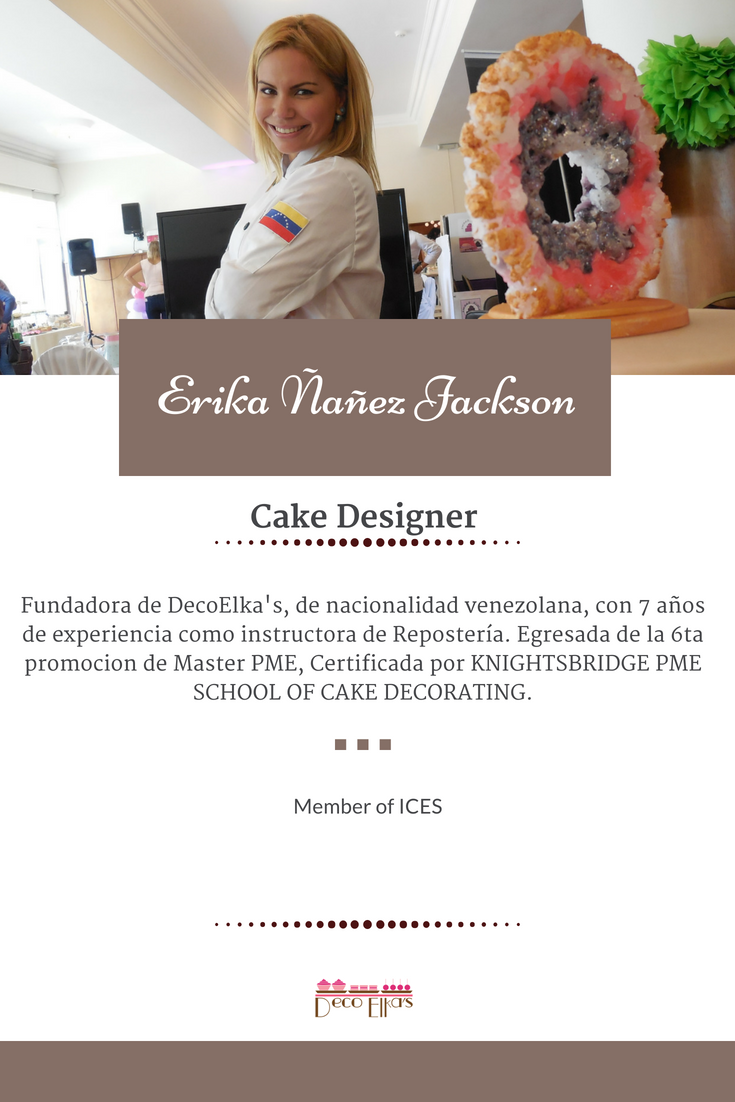 Erika Ñañez Jackson
Cake Designer
Fundadora de DecoElka's, de nacionalidad venezolana, con 7 años
de experiencia como instructora de Repostería. Egresada de la 6ta
promocion de Master PME, Certificada por KNIGHTSBRIDGE PME
SCHOOL OF CAKE DECORATING.
Member of ICES
Deco Elka's